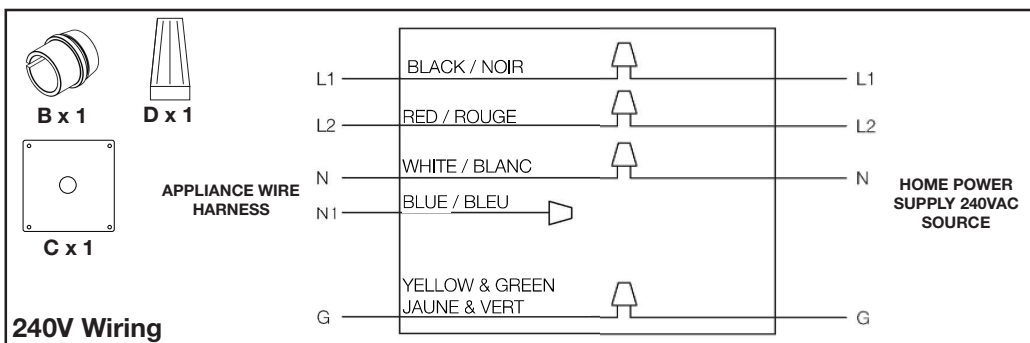 B x 1
D x 1
C x 1
APPLIANCE WIRE
HARNESS
L1
BLACK / NOIR
L1
L2
RED / ROUGE
L2
N
WHITE / BLANC
N
N1
BLUE / BLEU
HOME POWER
SUPPLY 240VAC
SOURCE
YELLOW & GREEN
JAUNE & VERT
G
G
240V Wiring